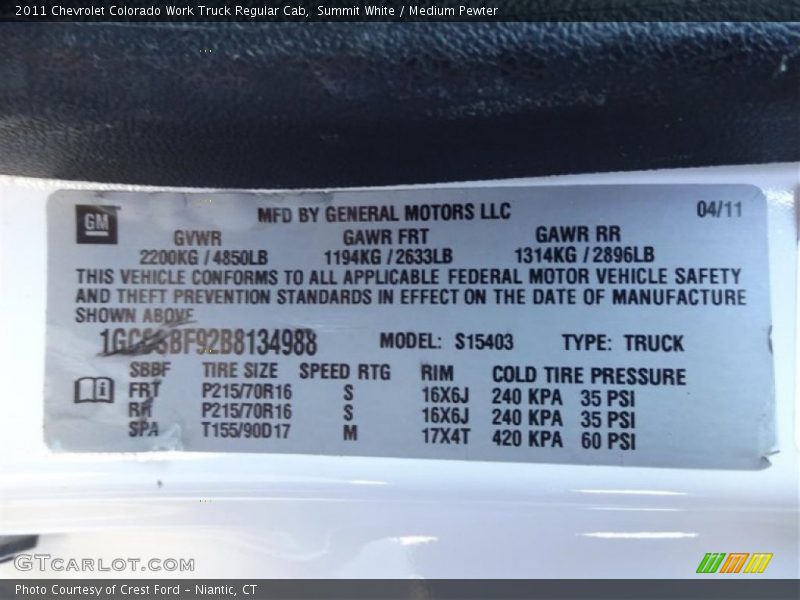 2011 Chevrolet Colorado Work Truck Regular Cab, Summit White / Medium Pewter
GM
MFD BY GENERAL MOTORS LLC 04/11
GVWR GAWR FRT GAWR RR
2200KG / 4850LB 1194KG / 2633LB 1314KG / 2896LB
THIS VEHICLE CONFORMS TO ALL APPLICABLE FEDERAL MOTOR VEHICLE SAFETY
AND THEFT PREVENTION STANDARDS IN EFFECT ON THE DATE OF MANUFACTURE
SHOWN ABOVE
MODEL: S15403 TYPE: TRUCK
SBBF TIRE SIZE SPEED RTG RIM COLD TIRE PRESSURE
FRT P215/70R16 S 16X6J 240 KPA 35 PSI
P215/70R16 S 16X6J 240 KPA 35 PSI
SPA T155/90D17 M 17X4T 420 KPA 60 PSI
GTCARLOT.COM
Photo Courtesy of Crest Ford - Niantic, CT